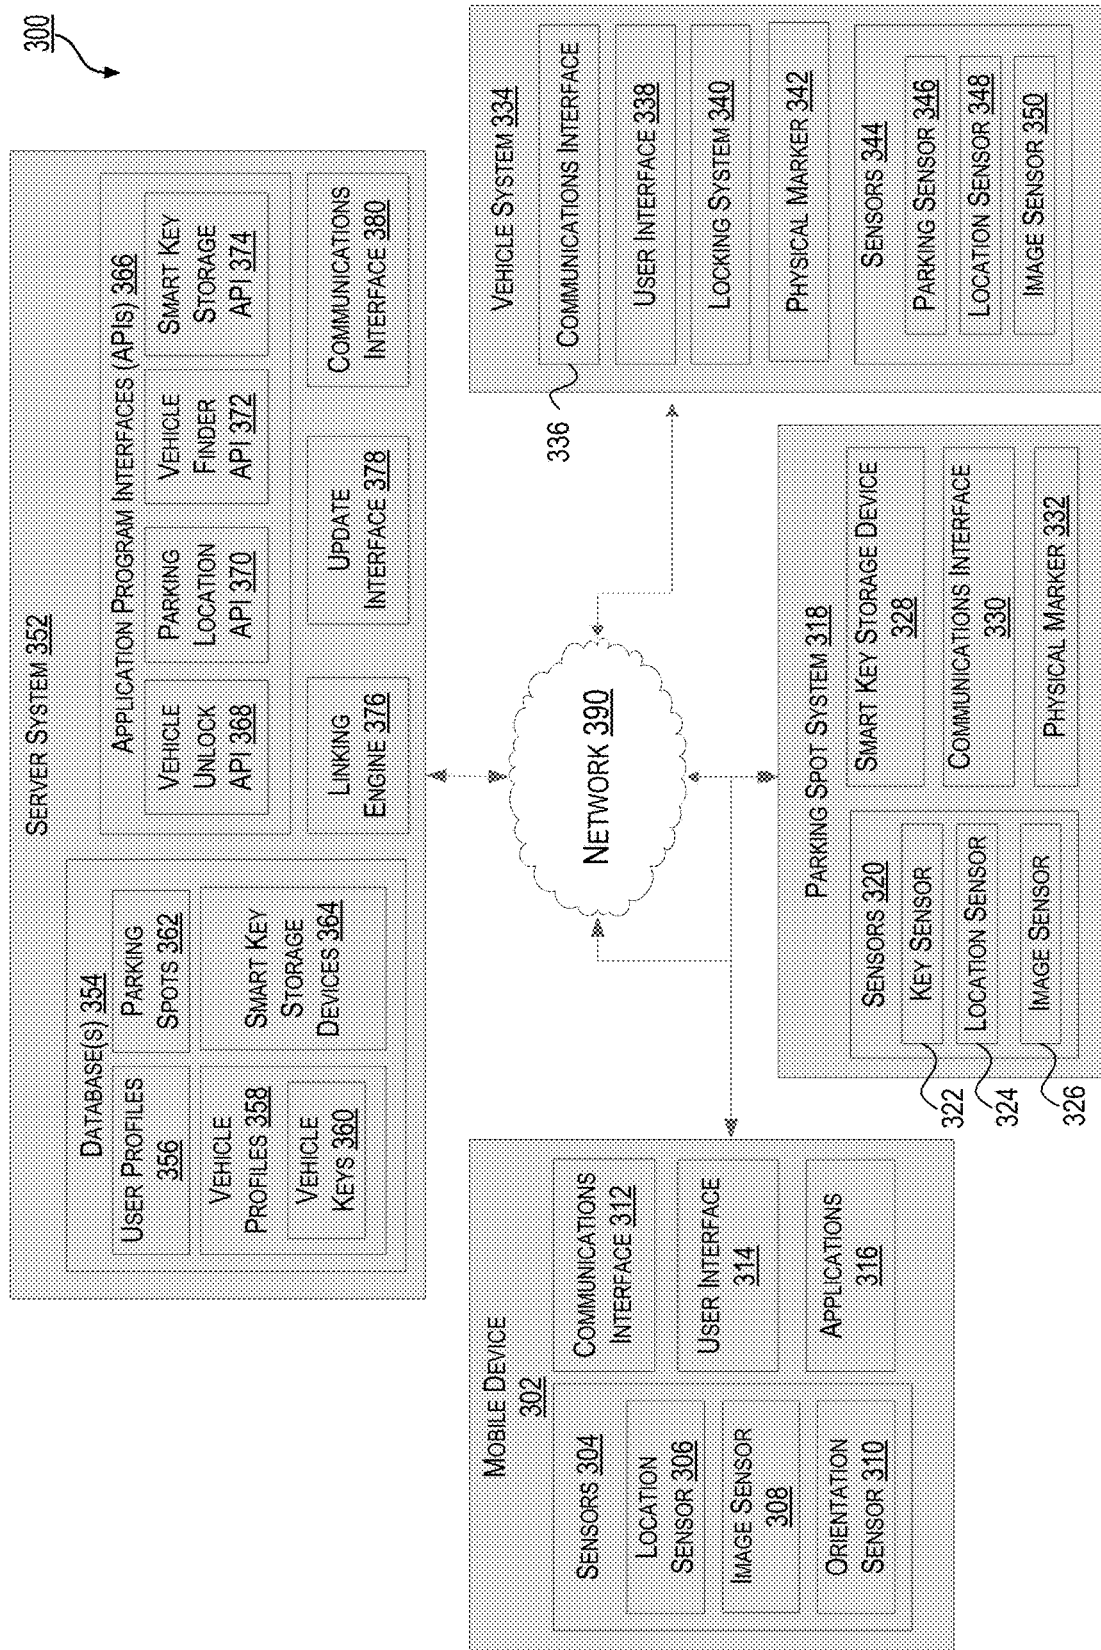 300
SERVER SYSTEM 352
DATABASE(S) 354
USER PROFILES
356
PARKING
SPOTS 362
VEHICLE
PROFILES 358
VEHICLE
KEYS 360
SMART KEY
STORAGE
DEVICES 364
APPLICATION PROGRAM INTERFACES (APIS) 366
VEHICLE
UNLOCK
API 368
PARKING
LOCATION
API 370
VEHICLE
FINDER
API 372
SMART KEY
STORAGE
API 374
LINKING
ENGINE 376
UPDATE
INTERFACE 378
COMMUNICATIONS
INTERFACE 380
NETWORK 390
MOBILE DEVICE
302
SENSORS 304
LOCATION
SENSOR 306
IMAGE SENSOR
308
ORIENTATION
SENSOR 310
COMMUNICATIONS
INTERFACE 312
USER INTERFACE
314
APPLICATIONS
316
PARKING SPOT SYSTEM 318
SENSORS 320
KEY SENSOR
322
LOCATION SENSOR
324
IMAGE SENSOR
326
SMART KEY STORAGE DEVICE
328
COMMUNICATIONS INTERFACE
330
PHYSICAL MARKER 332
VEHICLE SYSTEM 334
COMMUNICATIONS INTERFACE
336
USER INTERFACE 338
LOCKING SYSTEM 340
PHYSICAL MARKER 342
SENSORS 344
PARKING SENSOR 346
LOCATION SENSOR 348
IMAGE SENSOR 350